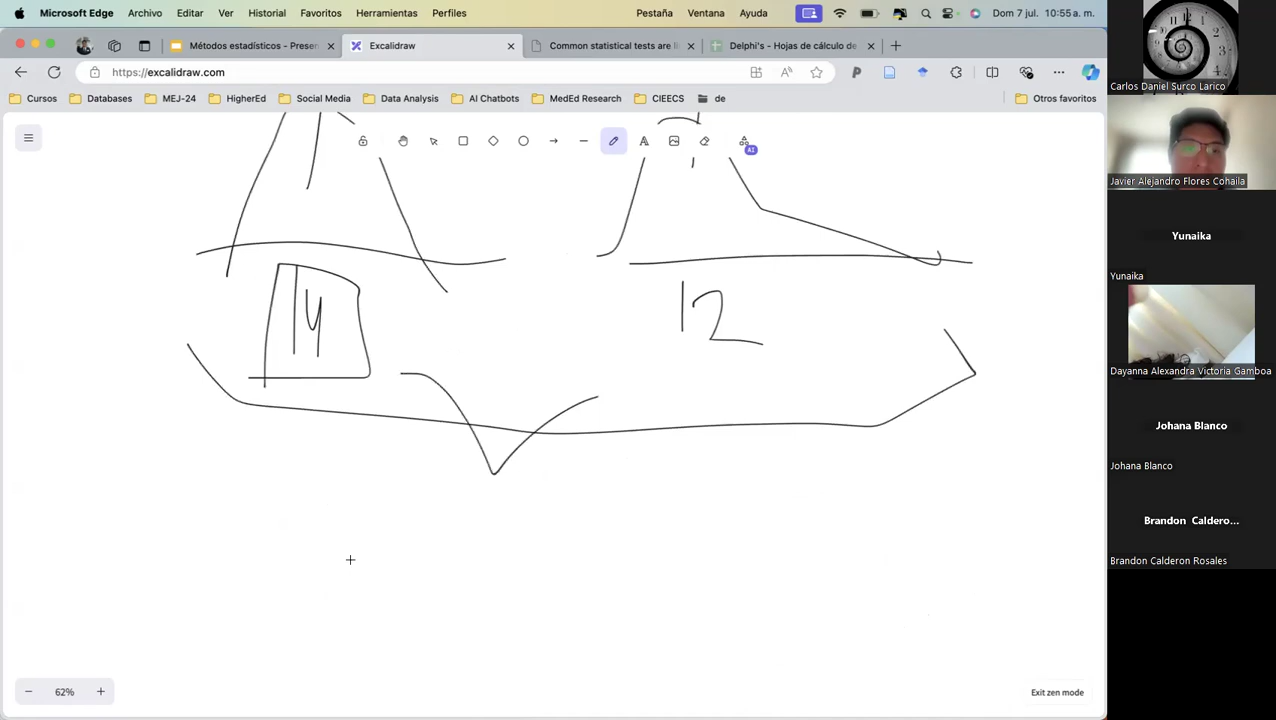 Microsoft Edge Archivo Editar Ver Historial Favoritos Herramientas Perfiles Pestaña Ventana Ayuda Dom 7 jul. 10:55 a. m.
Métodos estadísticos - Presen Excalidraw Common statistical tests are li Delphi's - Hojas de cálculo de
https://excalidraw.com
Cursos Databases MEJ-24 HigherEd Social Media Data Analysis AI Chatbots MedEd Research CIEECS de Otros favoritos
A
AI
14
12
62%
Exit zen mode
Carlos Daniel Surco Larico
Javier Alejandro Flores Cohaila
Yunaika
Yunaika
Dayanna Alexandra Victoria Gamboa
Johana Blanco
Johana Blanco
Brandon Caldero...
Brandon Calderon Rosales